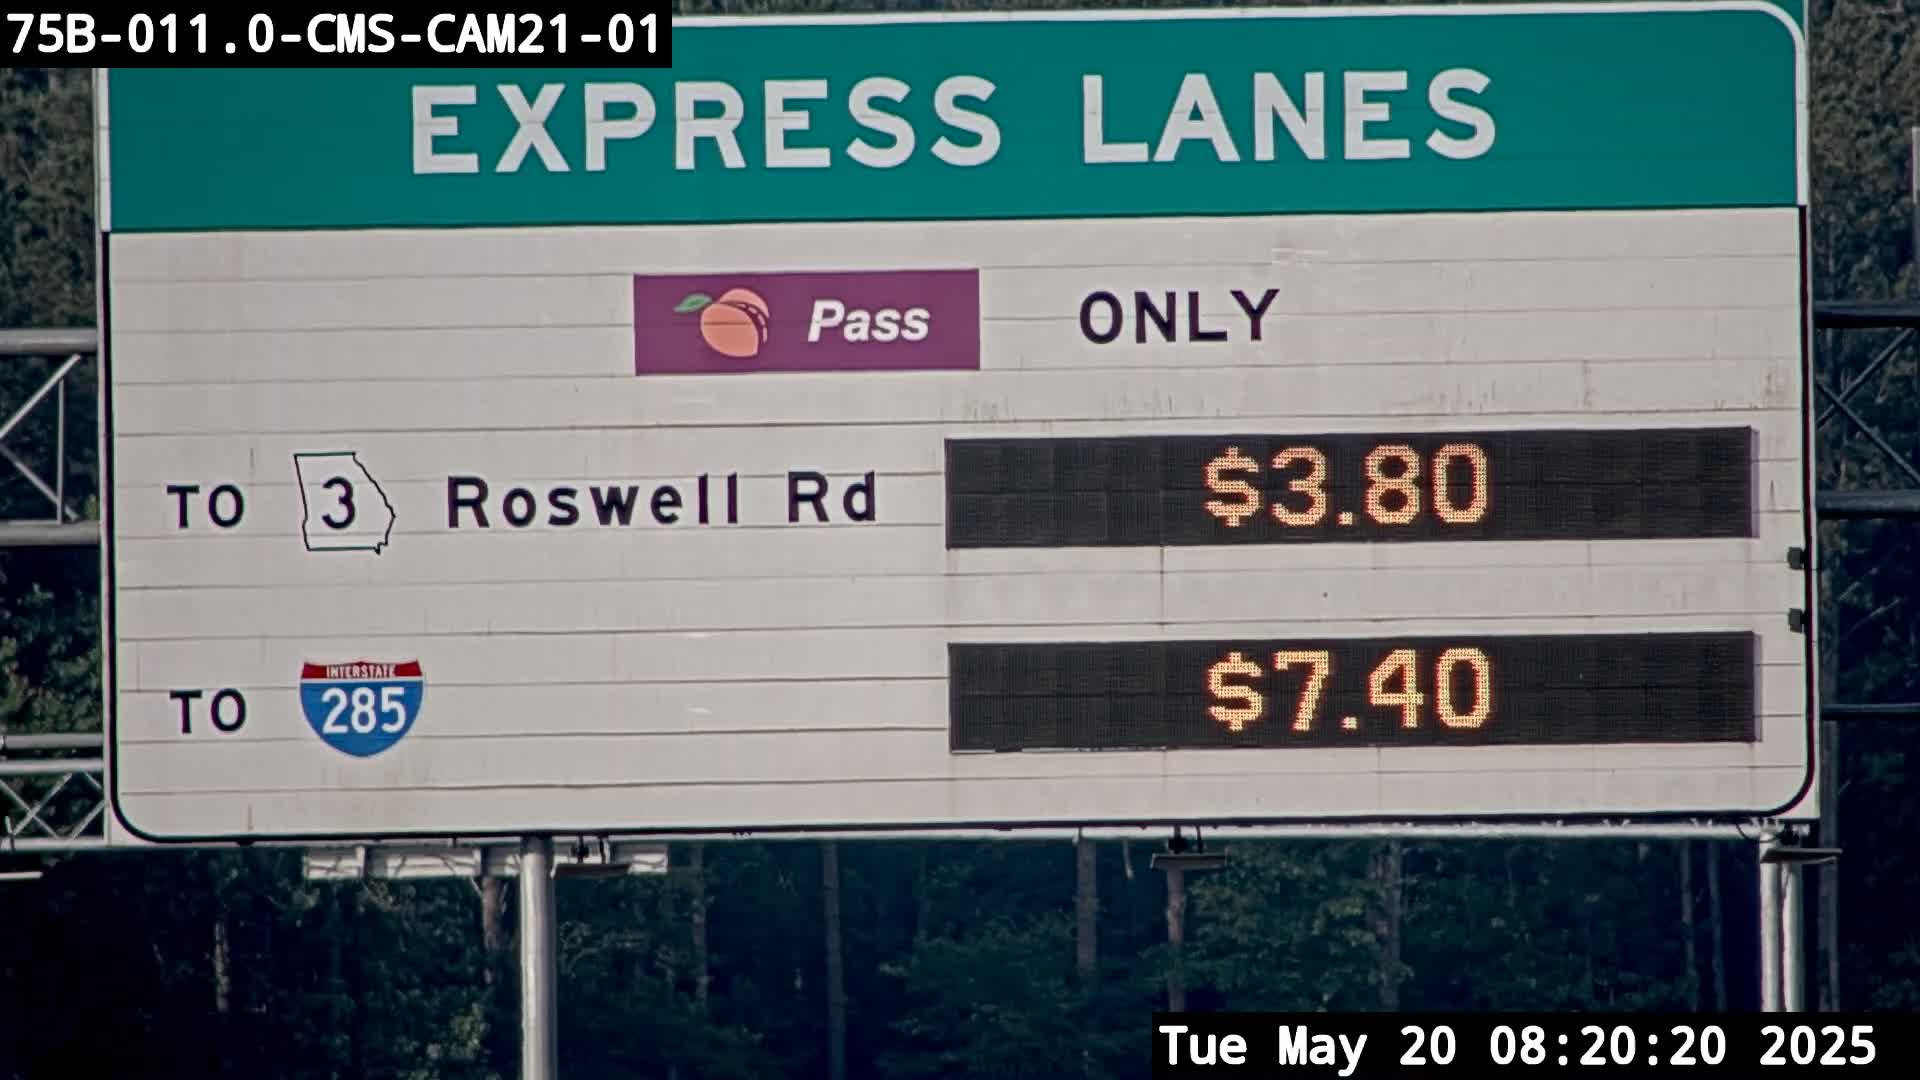 75B-011.0-CMS-CAM21-01
EXPRESS LANES
Pass ONLY
TO 3 Roswell Rd $3.80
INTERSTATE
TO 285 $7.40
Tue May 20 08:20:20 2025